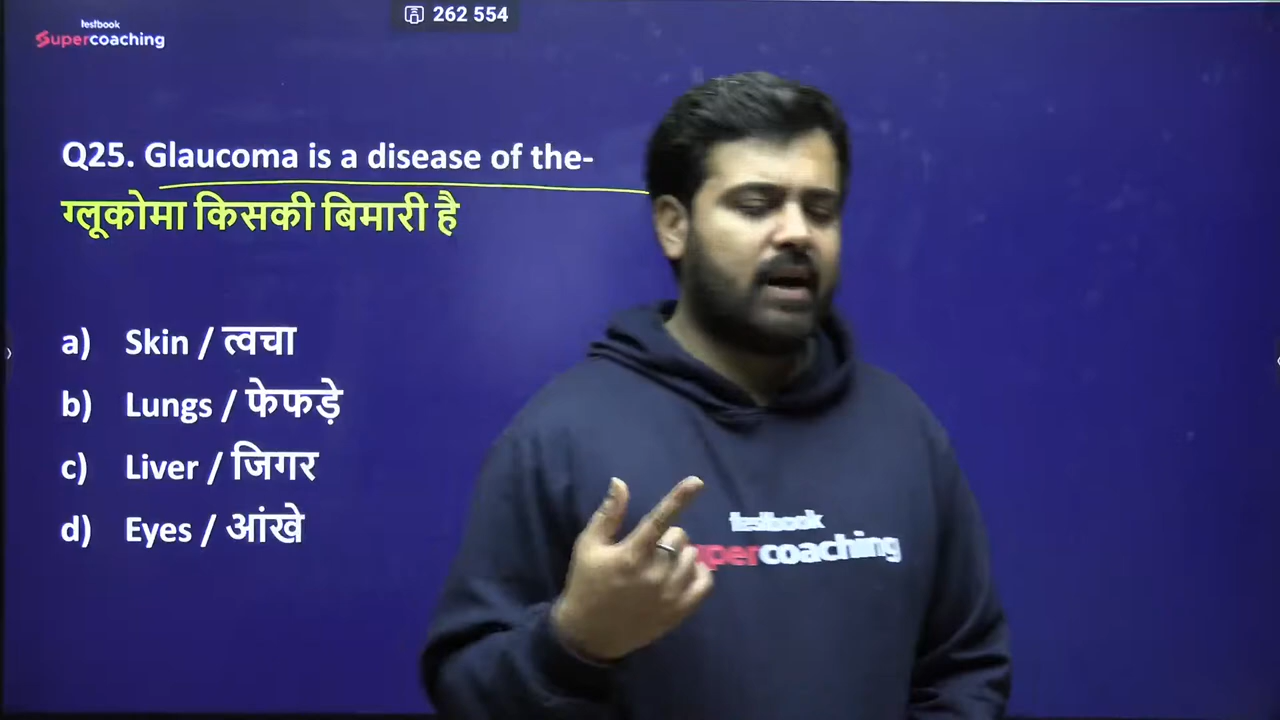 testbook
Supercoaching
262 554
Q25. Glaucoma is a disease of the-
ग्लूकोमा किसकी बिमारी है
a) Skin / त्वचा
b) Lungs / फेफड़े
c) Liver / जिगर
d) Eyes / आंखे
testbook
percoaching